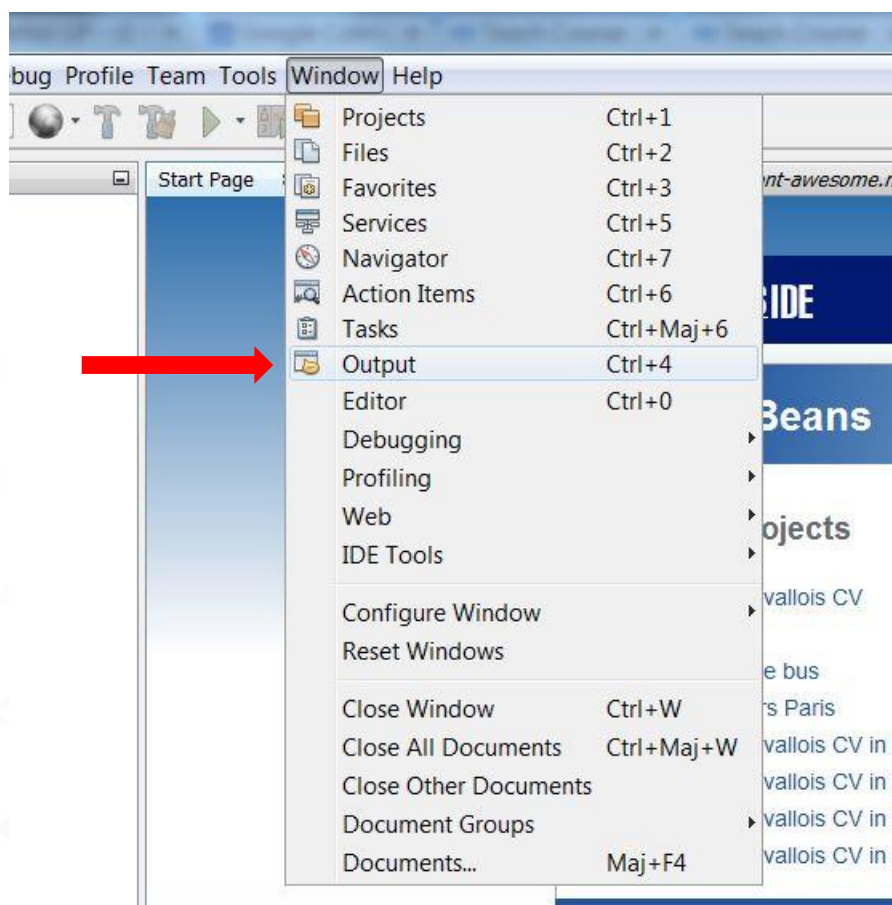 bug Profile Team Tools Window Help
Start Page
Projects Ctrl+1
Files Ctrl+2
Favorites Ctrl+3
Services Ctrl+5
Navigator Ctrl+7
Action Items Ctrl+6
Tasks Ctrl+Maj+6
Output Ctrl+4
Editor Ctrl+0
Debugging
Profiling
Web
IDE Tools
Configure Window
Reset Windows
Close Window Ctrl+W
Close All Documents Ctrl+Maj+W
Close Other Documents
Document Groups
Documents... Maj+F4
nt-awesome.
IDE
Beans
ojects
vallois CV
e bus
rs Paris
vallois CV in
vallois CV in
vallois CV in
vallois CV in